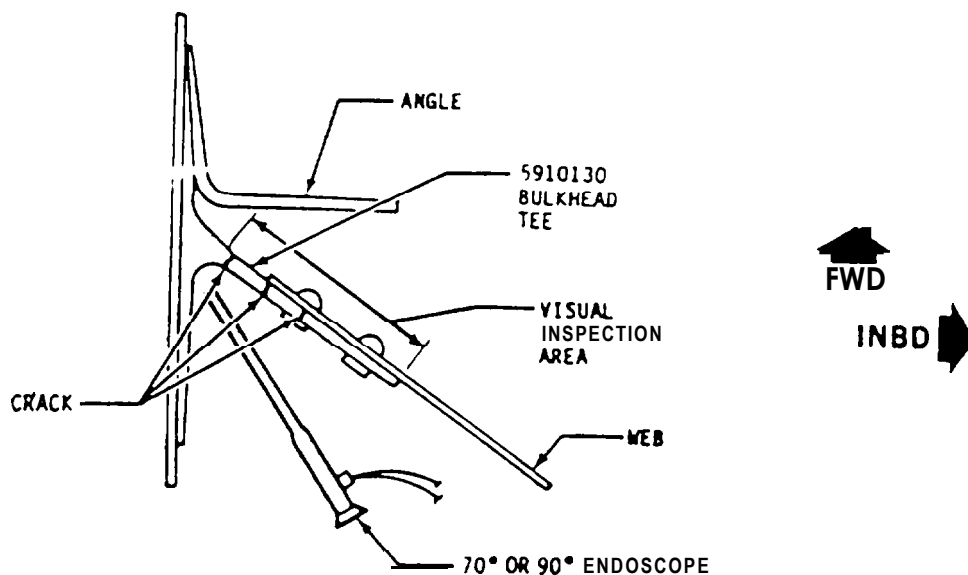 ANGLE
5910130
BULKHEAD
TEE
FWD
VISUAL
INSPECTION
AREA
INBD
CRACK
WEB
70° OR 90° ENDOSCOPE